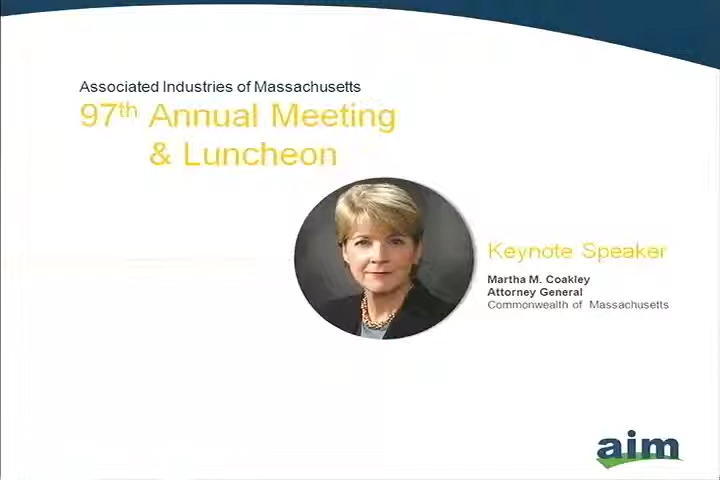 Associated Industries of Massachusetts
97th Annual Meeting
& Luncheon
Keynote Speaker
Martha M. Coakley
Attorney General
Commonwealth of Massachusetts
aim